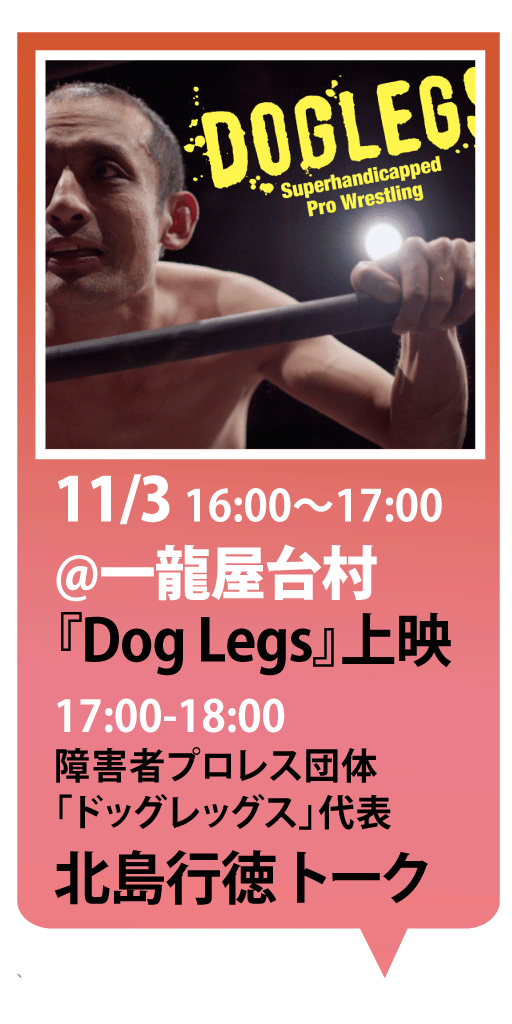 DOGLEGS
Superhandicapped
Pro Wrestling
11/3 16:00～17:00
@一龍屋台村
『Dog Legs』上映
17:00-18:00
障害者プロレス団体
「ドッグレッグス」代表
北島行徳トーク
、